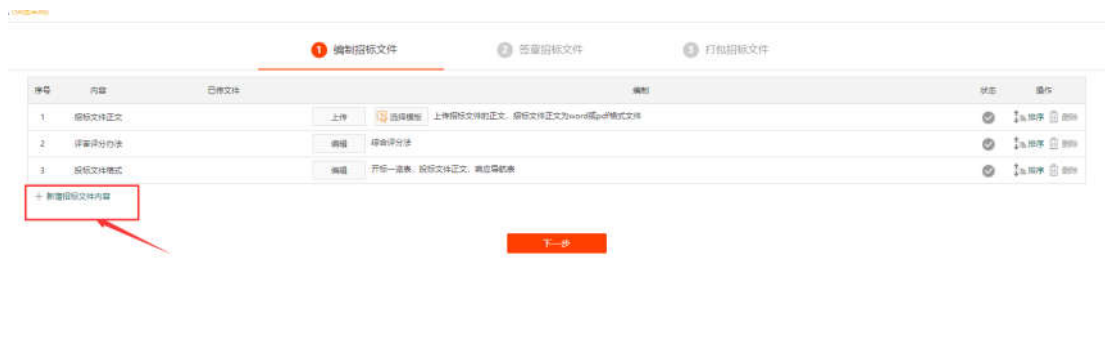 1 编制招标文件 2 签章招标文件 3 打包招标文件
序号 内容 已传文件 编制 状态 操作
1 招标文件正文 上传 选择模板 上传招标文件的正文，招标文件正文为word或pdf格式文件 排序 删除
2 评审评分办法 编辑 综合评分法 排序 删除
3 投标文件格式 编辑 开标一览表、投标文件正文、响应导航表 排序 删除
+ 新增招标文件内容
下一步